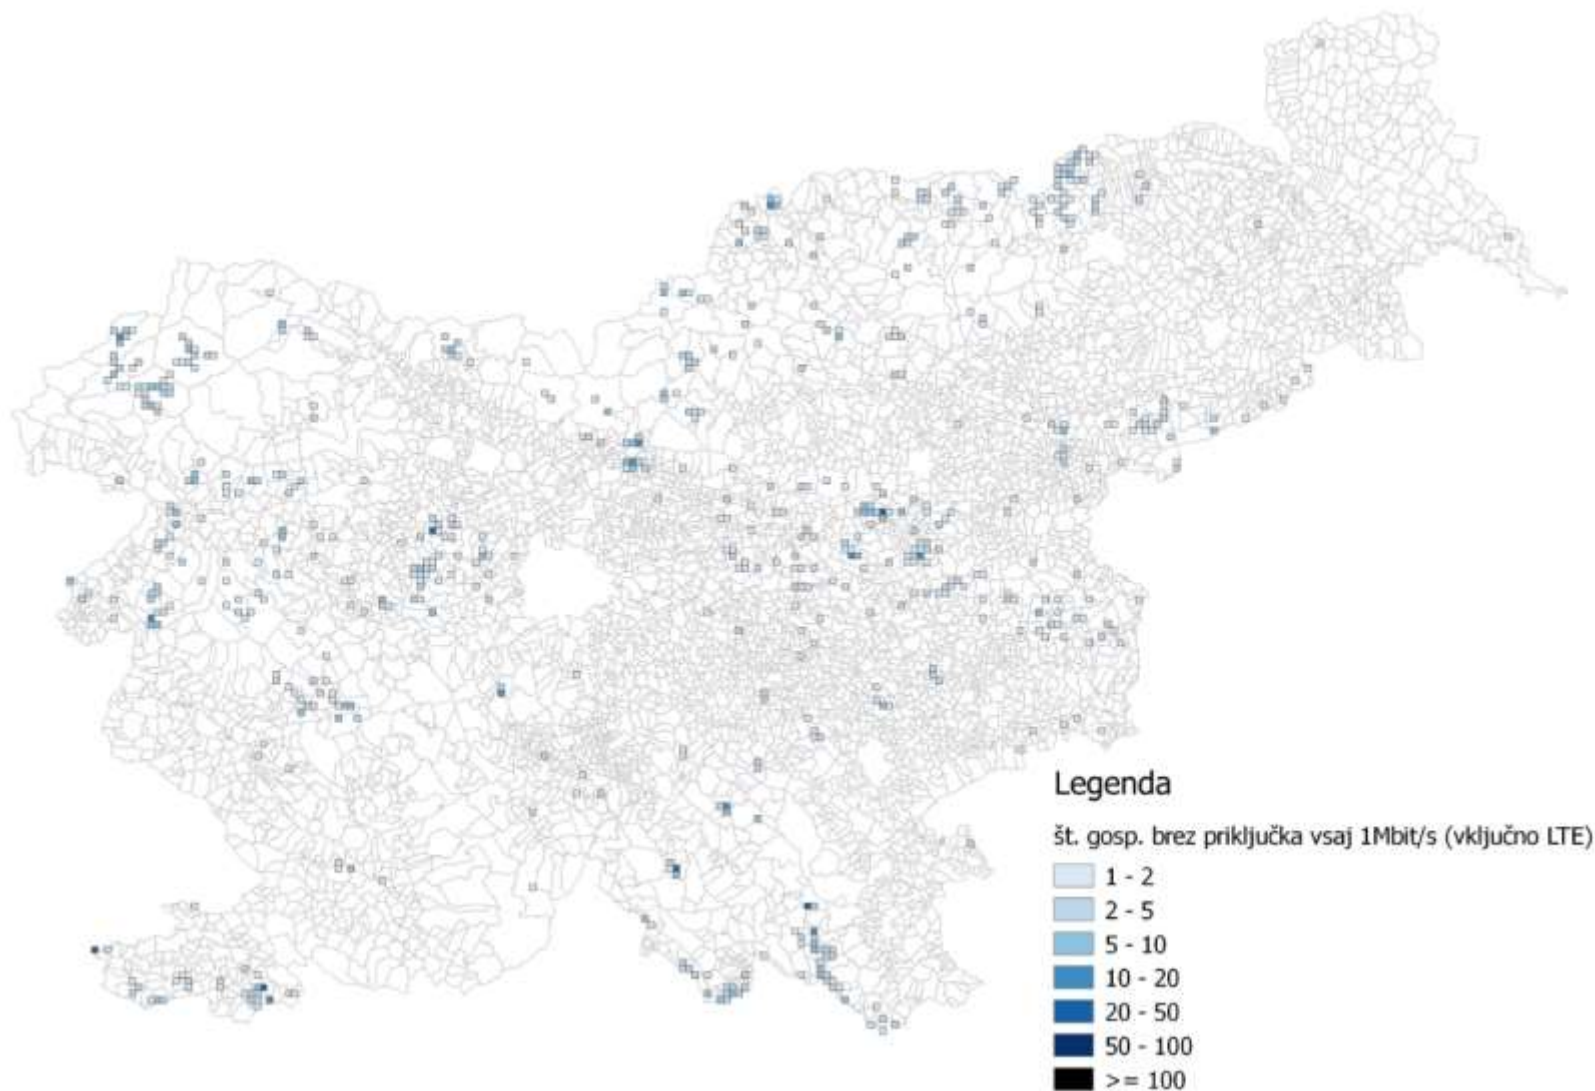 Legenda
št. gosp. brez priključka vsaj 1Mbit/s (vključno LTE)
1 - 2
2 - 5
5 - 10
10 - 20
20 - 50
50 - 100
>= 100